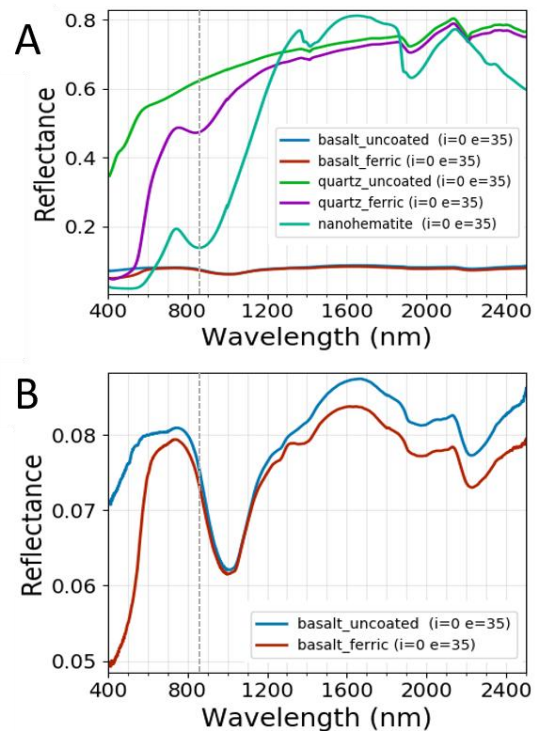 A
0.8
0.6
0.4
0.2
Reflectance
basalt_uncoated (i=0 e=35)
basalt_ferric (i=0 e=35)
quartz_uncoated (i=0 e=35)
quartz_ferric (i=0 e=35)
nanohematite (i=0 e=35)
400 800 1200 1600 2000 2400
Wavelength (nm)
B
0.08
0.07
0.06
0.05
Reflectance
basalt_uncoated (i=0 e=35)
basalt_ferric (i=0 e=35)
400 800 1200 1600 2000 2400
Wavelength (nm)